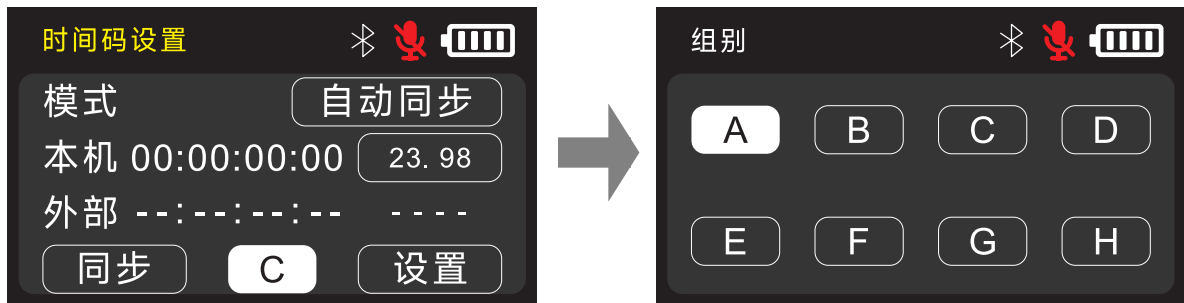 时间码设置
模式 自动同步
本机 00:00:00:00 23. 98
外部 --:--:--:-- ----
同步 C 设置
组别
A B C D
E F G H